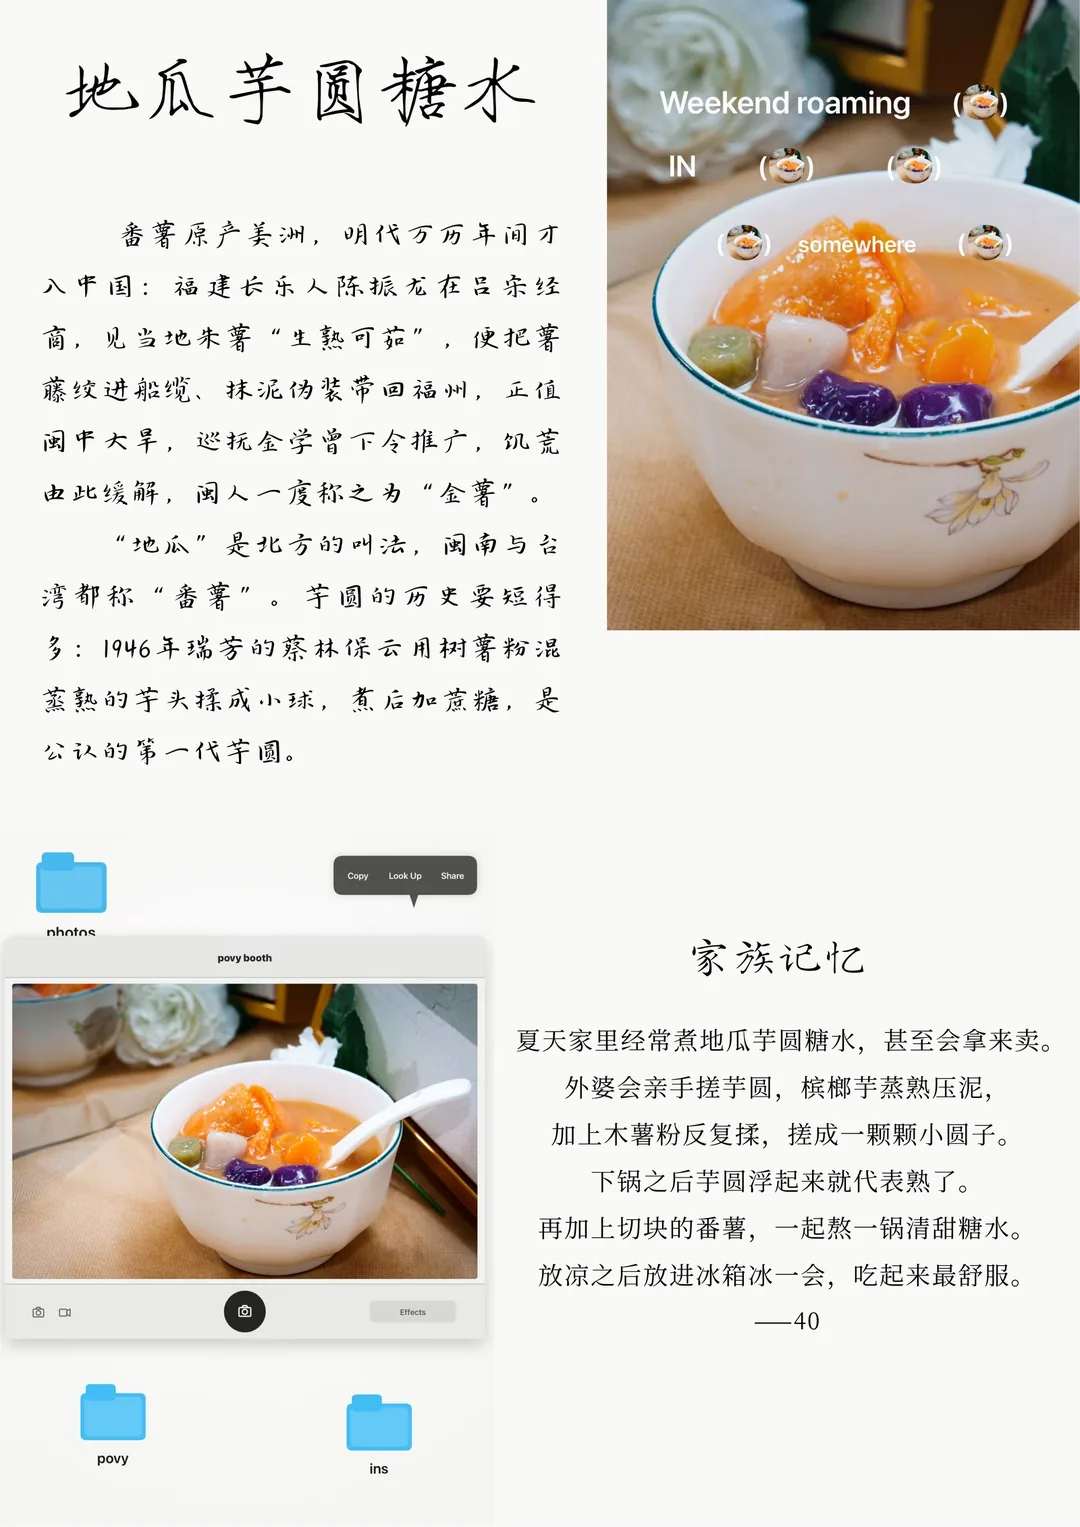 地瓜芋圆糖水
番薯原产美洲，明代万历年间才
入中国：福建长乐人陈振龙在吕宋经
商，见当地朱薯“生熟可茹”，便把薯
藤绞进船缆、抹泥伪装带回福州，正值
闽中大旱，巡抚金学曾下令推广，饥荒
由此缓解，闽人一度称之为“金薯”。
“地瓜”是北方的叫法，闽南与台
湾都称“番薯”。芋圆的历史要短得
多：1946年瑞芳的蔡林保云用树薯粉混
蒸熟的芋头揉成小球，煮后加蔗糖，是
公认的第一代芋圆。
Weekend roaming ( )
IN ( ) ( )
( ) somewhere ( )
photos
Copy Look Up Share
povy booth
Effects
povy
ins
家族记忆
夏天家里经常煮地瓜芋圆糖水，甚至会拿来卖。
外婆会亲手搓芋圆，槟榔芋蒸熟压泥，
加上木薯粉反复揉，搓成一颗颗小圆子。
下锅之后芋圆浮起来就代表熟了。
再加上切块的番薯，一起熬一锅清甜糖水。
放凉之后放进冰箱冰一会，吃起来最舒服。
——40